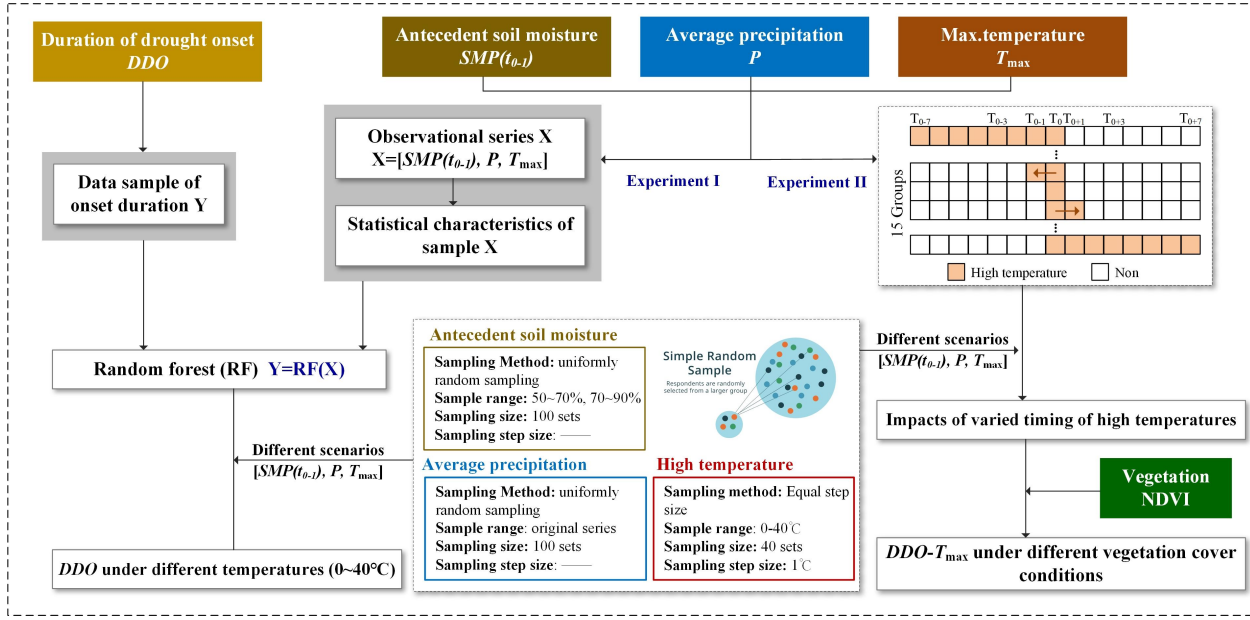 Duration of drought onset
DDO
Antecedent soil moisture
SMP(t0-1)
Average precipitation
P
Max.temperature
Tmax
Data sample of
onset duration Y
Observational series X
X=[SMP(t0-1), P, Tmax]
Statistical characteristics of
sample X
Experiment I
Experiment II
T0-7
T0-3
T0-1
T0
T0+1
T0+3
T0+7
...
15 Groups
...
High temperature
Non
Random forest (RF) Y=RF(X)
Different scenarios
[SMP(t0-1), P, Tmax]
DDO under different temperatures (0~40℃)
Antecedent soil moisture
Sampling Method: uniformly
random sampling
Sample range: 50~70%, 70~90%
Sampling size: 100 sets
Sampling step size: ——
Simple Random
Sample
Respondents are randomly
selected from a larger group
Average precipitation
Sampling Method: uniformly
random sampling
Sample range: original series
Sampling size: 100 sets
Sampling step size: ——
High temperature
Sampling method: Equal step
size
Sample range: 0-40℃
Sampling size: 40 sets
Sampling step size: 1℃
Different scenarios
[SMP(t0-1), P, Tmax]
Impacts of varied timing of high temperatures
Vegetation
NDVI
DDO-Tmax under different vegetation cover
conditions